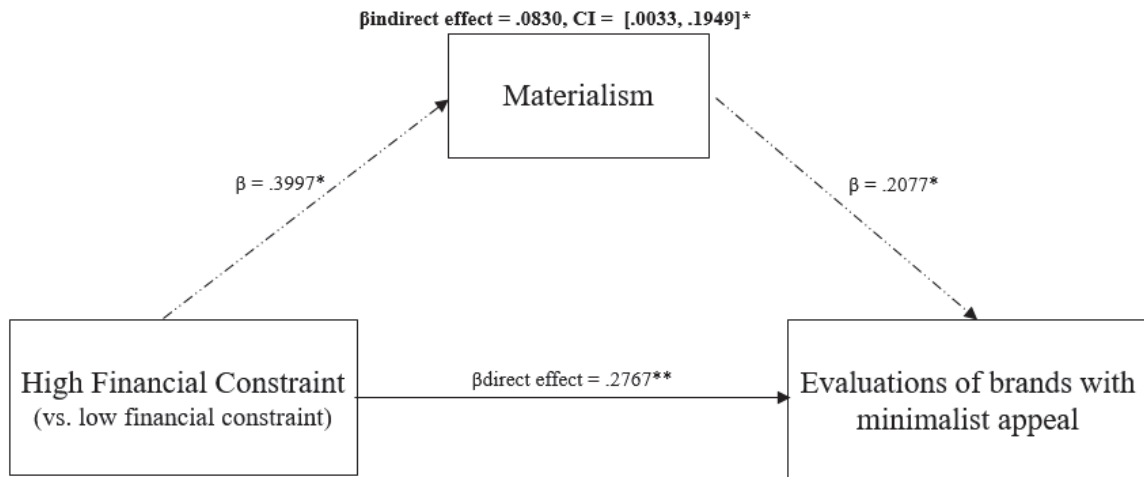 βindirect effect = .0830, CI = [.0033, .1949]*
Materialism
β = .3997*
β = .2077*
High Financial Constraint
(vs. low financial constraint)
βdirect effect = .2767**
Evaluations of brands with
minimalist appeal